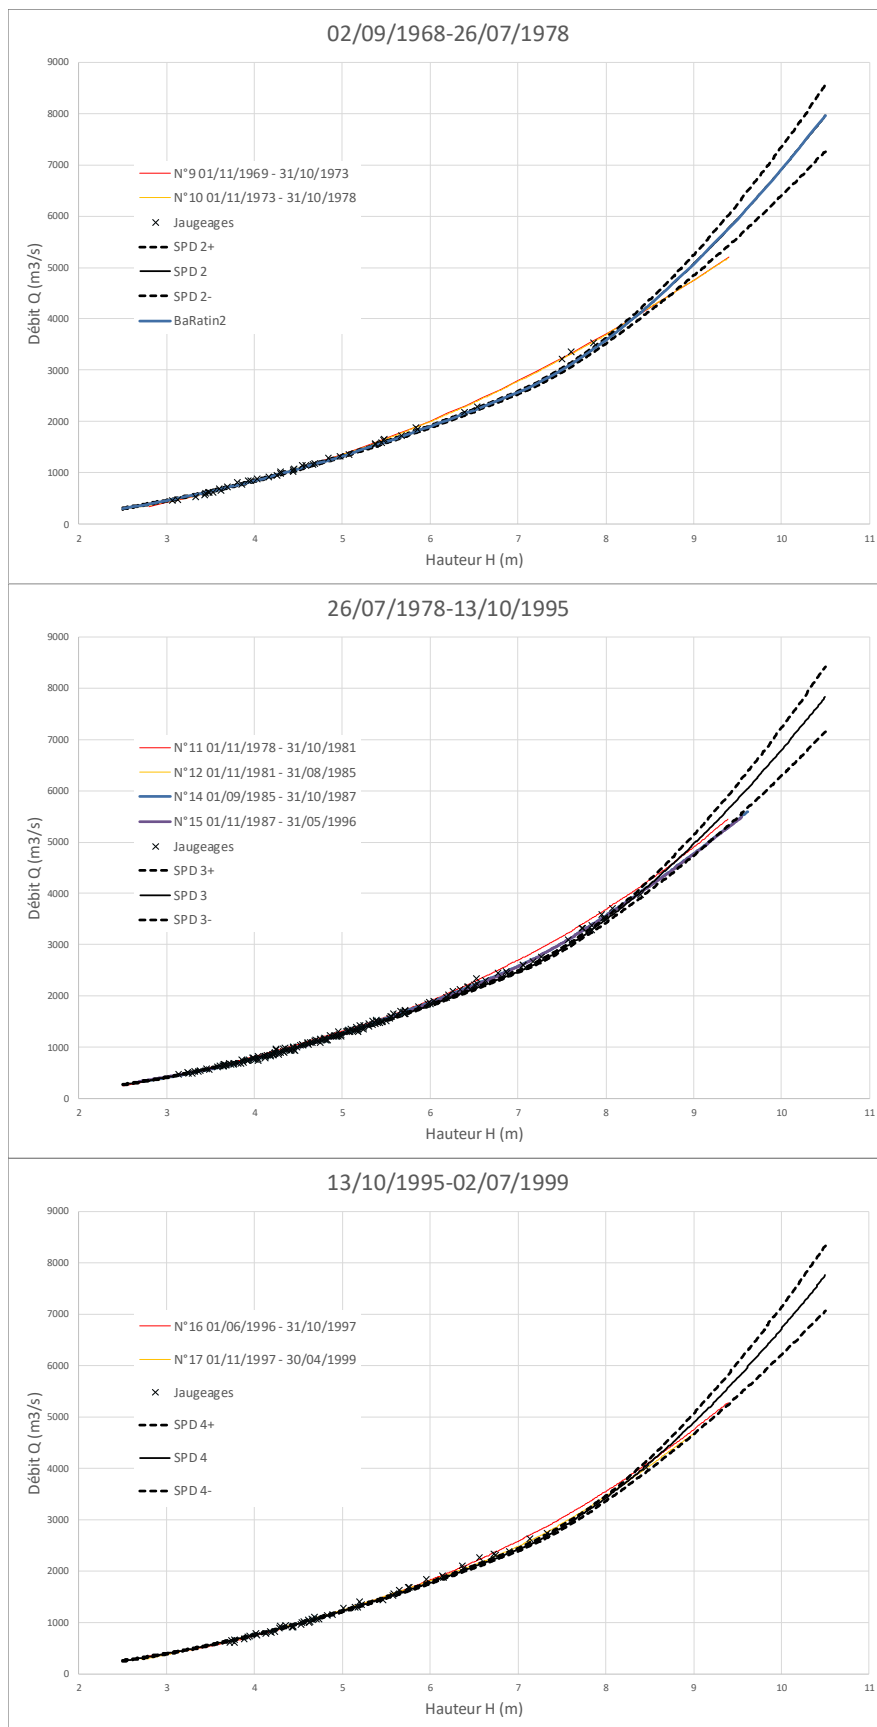 02/09/1968-26/07/1978
9000
8000
7000
6000
5000
4000
3000
2000
1000
0
Débit Q (m3/s)
N°9 01/11/1969 - 31/10/1973
N°10 01/11/1973 - 31/10/1978
Jaugeages
SPD 2+
SPD 2
SPD 2-
BaRatin2
2 3 4 5 6 7 8 9 10 11
Hauteur H (m)
26/07/1978-13/10/1995
9000
8000
7000
6000
5000
4000
3000
2000
1000
0
Débit Q (m3/s)
N°11 01/11/1978 - 31/10/1981
N°12 01/11/1981 - 31/08/1985
N°14 01/09/1985 - 31/10/1987
N°15 01/11/1987 - 31/05/1996
Jaugeages
SPD 3+
SPD 3
SPD 3-
2 3 4 5 6 7 8 9 10 11
Hauteur H (m)
13/10/1995-02/07/1999
9000
8000
7000
6000
5000
4000
3000
2000
1000
0
Débit Q (m3/s)
N°16 01/06/1996 - 31/10/1997
N°17 01/11/1997 - 30/04/1999
Jaugeages
SPD 4+
SPD 4
SPD 4-
2 3 4 5 6 7 8 9 10 11
Hauteur H (m)